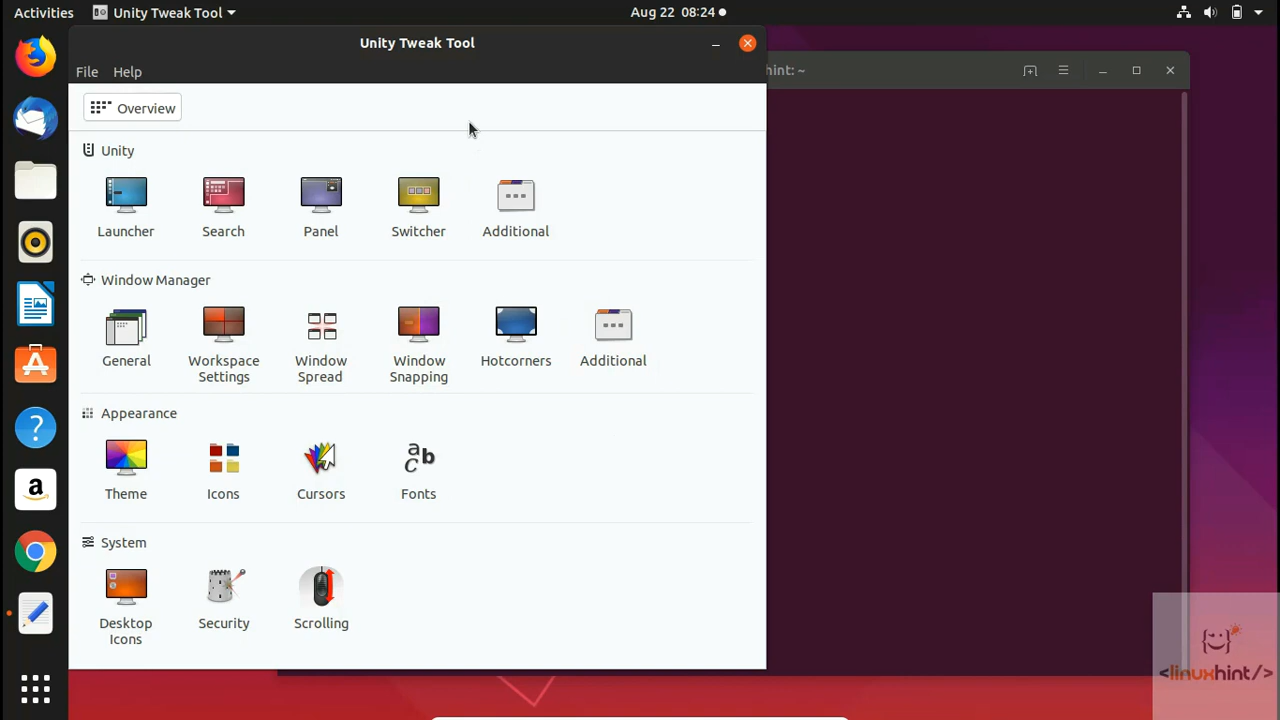 Activities
Unity Tweak Tool
Aug 22 08:24
Unity Tweak Tool
hint: ~
File
Help
Overview
Unity
Launcher
Search
Panel
Switcher
Additional
Window Manager
General
Workspace
Settings
Window
Spread
Window
Snapping
Hotcorners
Additional
Appearance
Theme
Icons
Cursors
Fonts
System
Desktop
Icons
Security
Scrolling
<linuxhint/>